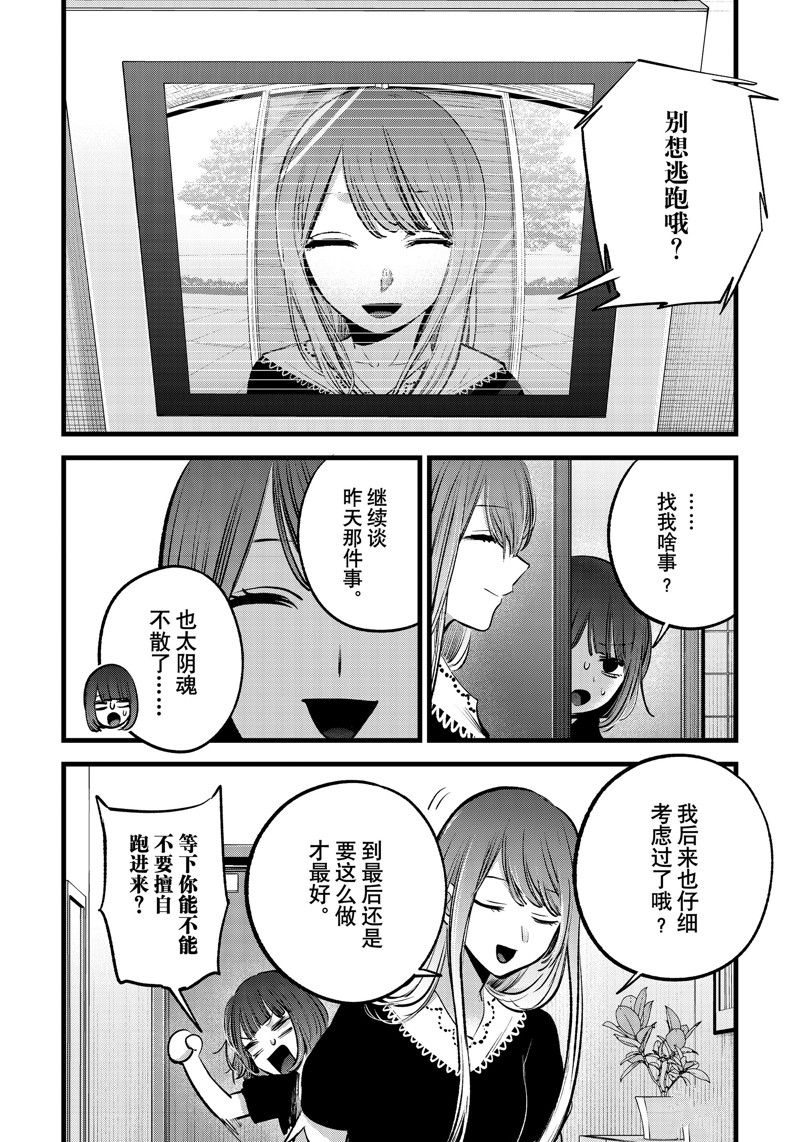 别想逃跑哦？
……
找我啥事？
继续谈
昨天那件事。
也太阴魂
不散了……
我后来也仔细
考虑过了哦？
到最后还是
要这么做
才最好。
等下你能不能
不要擅自
跑进来？